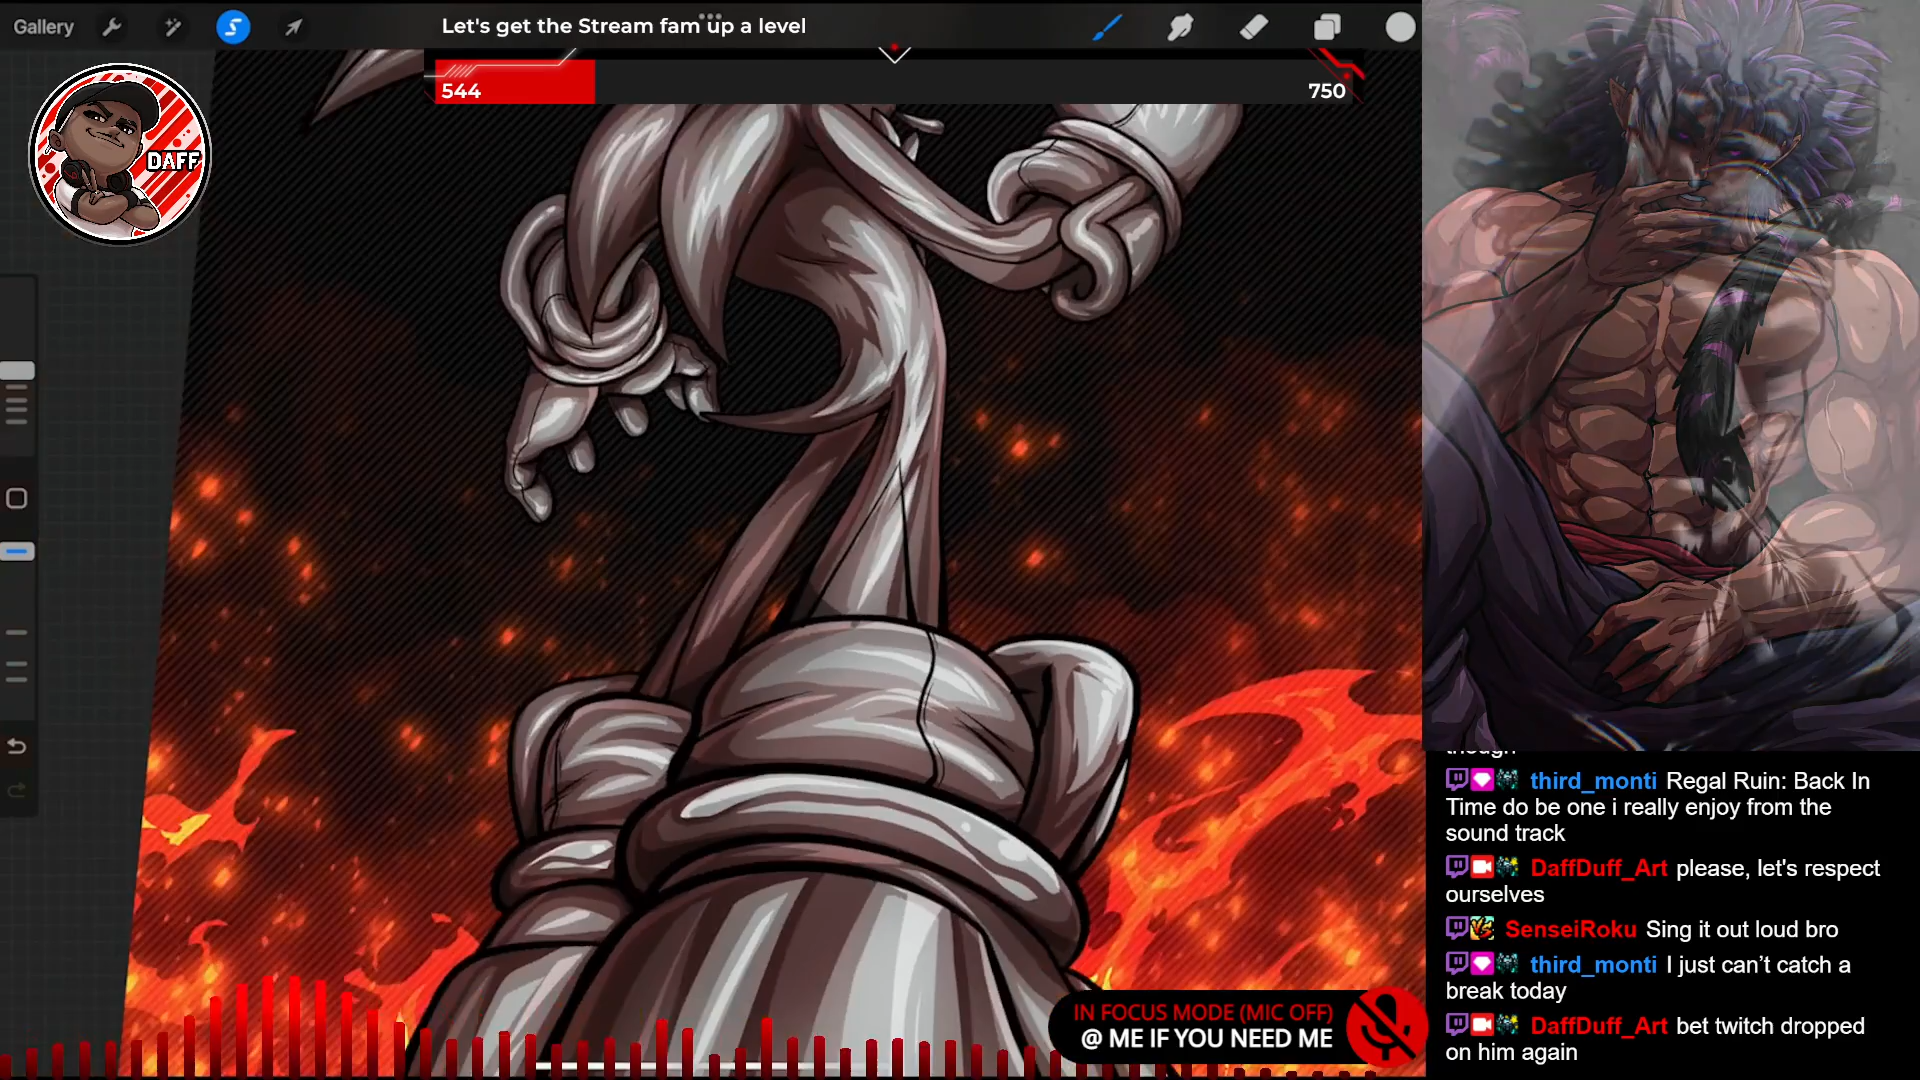 Gallery
Let's get the Stream fam up a level
544
750
DAFF
though
third_monti Regal Ruin: Back In
Time do be one i really enjoy from the
sound track
DaffDuff_Art please, let's respect
ourselves
SenseiRoku Sing it out loud bro
third_monti I just can’t catch a
break today
DaffDuff_Art bet twitch dropped
on him again
IN FOCUS MODE (MIC OFF)
@ ME IF YOU NEED ME